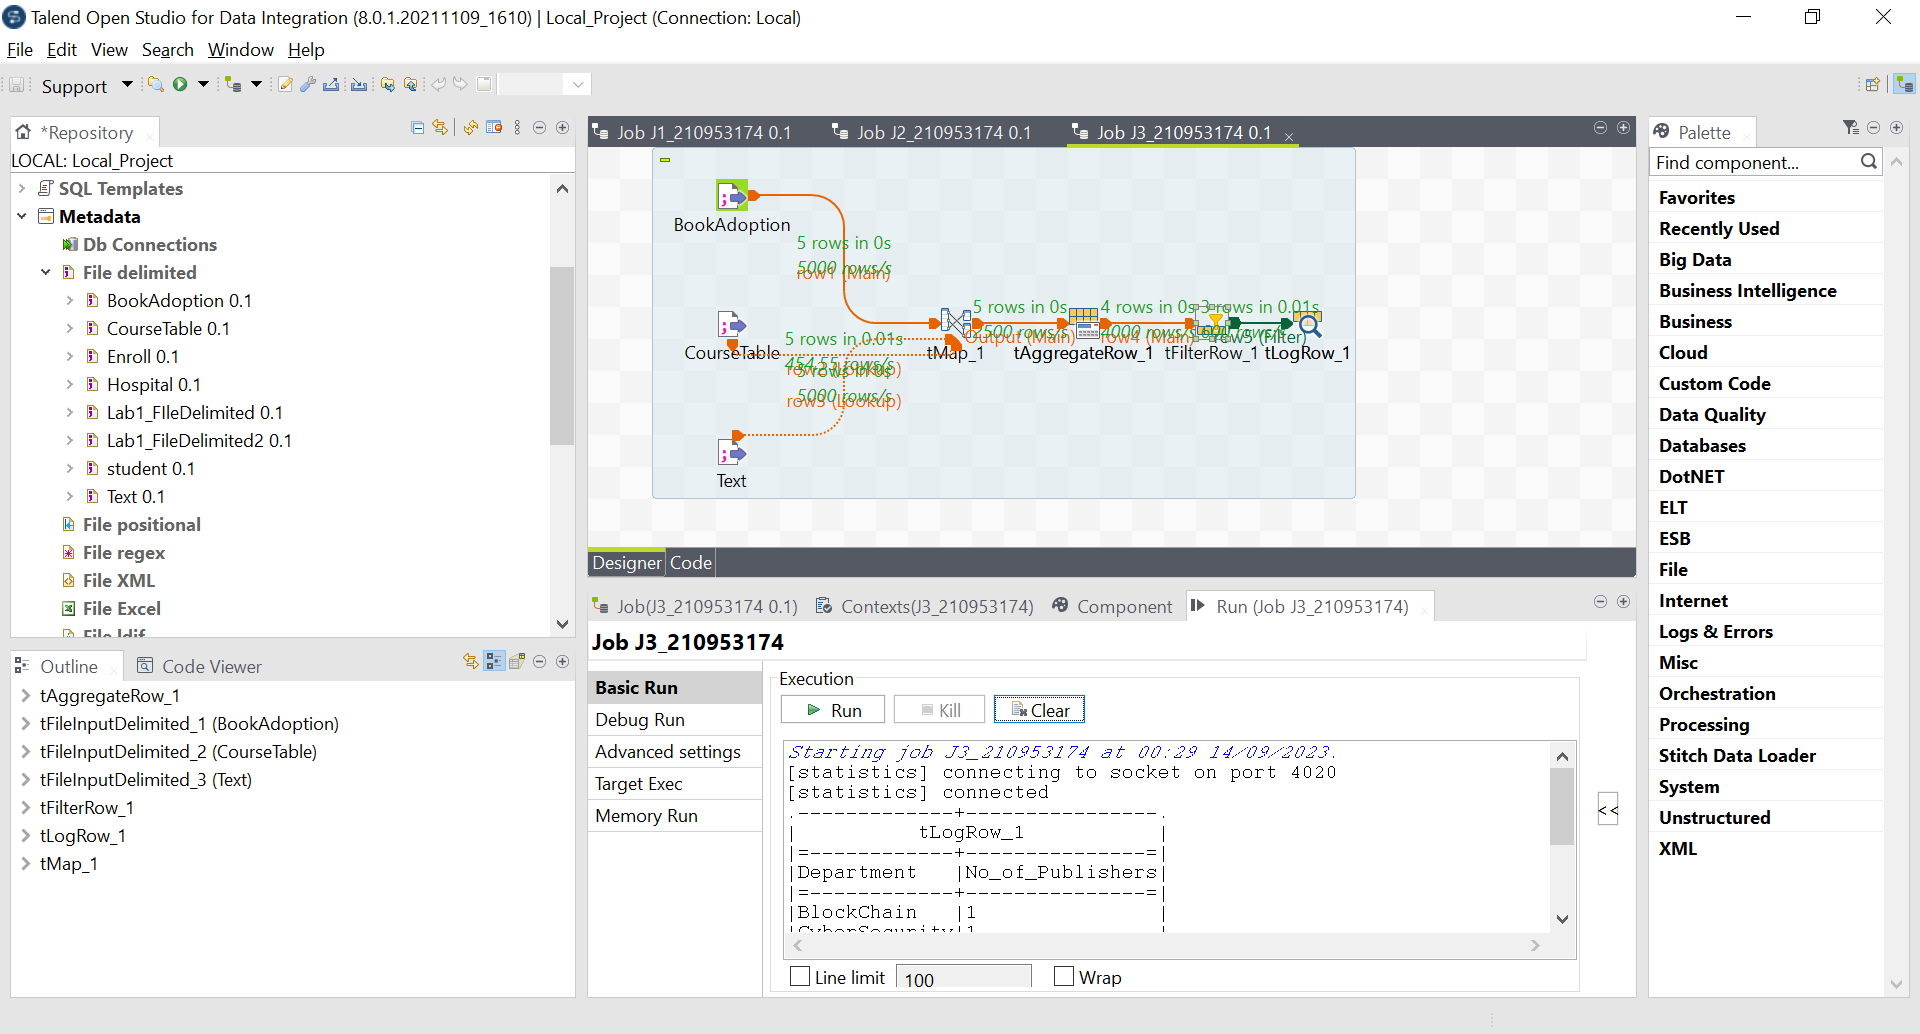 Talend Open Studio for Data Integration (8.0.1.20211109_1610) | Local_Project (Connection: Local)
File Edit View Search Window Help
Support
*Repository
LOCAL: Local_Project
SQL Templates
Metadata
Db Connections
File delimited
BookAdoption 0.1
CourseTable 0.1
Enroll 0.1
Hospital 0.1
Lab1_FIleDelimited 0.1
Lab1_FileDelimited2 0.1
student 0.1
Text 0.1
File positional
File regex
File XML
File Excel
File ldif
Outline Code Viewer
tAggregateRow_1
tFileInputDelimited_1 (BookAdoption)
tFileInputDelimited_2 (CourseTable)
tFileInputDelimited_3 (Text)
tFilterRow_1
tLogRow_1
tMap_1
Job J1_210953174 0.1 Job J2_210953174 0.1 Job J3_210953174 0.1
BookAdoption
5 rows in 0s
5000 rows/s
row1 (Main)
5 rows in 0s 4 rows in 0s 3 rows in 0.01s
Output (Main) 4000 rows/s row4 (Main) row5 (Filter)
CourseTable 5 rows in 0.01s tMap_1 tAggregateRow_1 tFilterRow_1 tLogRow_1
454.55 rows/s
5 rows in 0s
5000 rows/s
row3 (Lookup)
Text
Designer Code
Job(J3_210953174 0.1) Contexts(J3_210953174) Component Run (Job J3_210953174)
Job J3_210953174
Basic Run
Debug Run
Advanced settings
Target Exec
Memory Run
Execution
Run Kill Clear
Starting job J3_210953174 at 00:29 14/09/2023.
[statistics] connecting to socket on port 4020
[statistics] connected
.-------------+----------------.
| tLogRow_1 |
|=------------+---------------=|
|Department |No_of_Publishers|
|=------------+---------------=|
|BlockChain |1 |
|CyberSecurity|1 |
<<
Line limit 100 Wrap
Palette
Find component...
Favorites
Recently Used
Big Data
Business Intelligence
Business
Cloud
Custom Code
Data Quality
Databases
DotNET
ELT
ESB
File
Internet
Logs & Errors
Misc
Orchestration
Processing
Stitch Data Loader
System
Unstructured
XML